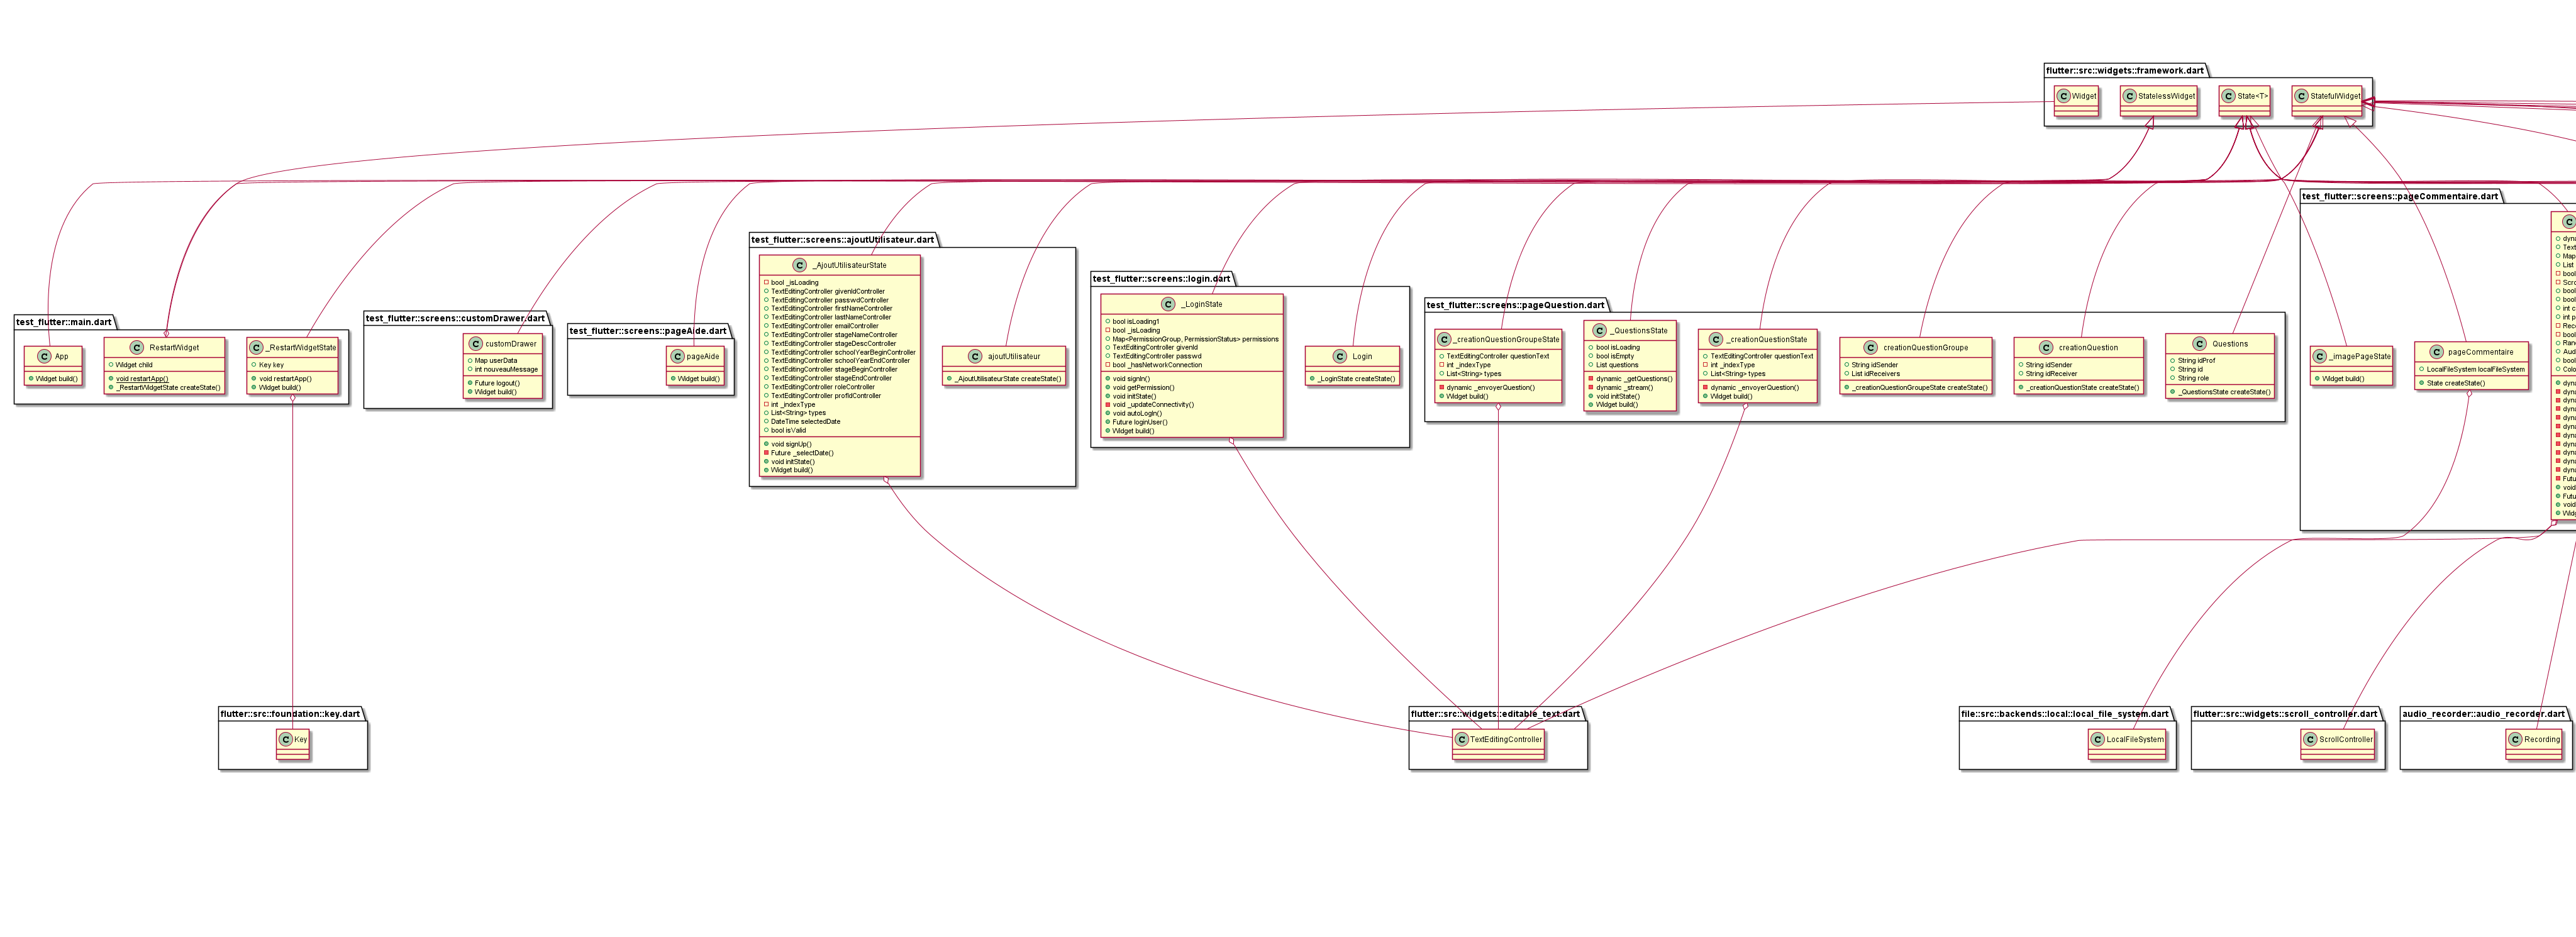 flutter::src::widgets::framework.dart
Widget
StatelessWidget
State<T>
StatefulWidget
test_flutter::main.dart
App
Widget build()
RestartWidget
Widget child
void restartApp()
_RestartWidgetState createState()
_RestartWidgetState
Key key
void restartApp()
Widget build()
test_flutter::screens::customDrawer.dart
customDrawer
Map userData
int nouveauMessage
Future logout()
Widget build()
test_flutter::screens::pageAide.dart
pageAide
Widget build()
test_flutter::screens::ajoutUtilisateur.dart
_AjoutUtilisateurState
bool _isLoading
TextEditingController givenIdController
TextEditingController passwdController
TextEditingController firstNameController
TextEditingController lastNameController
TextEditingController emailController
TextEditingController stageNameController
TextEditingController stageDescController
TextEditingController schoolYearBeginController
TextEditingController schoolYearEndController
TextEditingController stageBeginController
TextEditingController stageEndController
TextEditingController roleController
TextEditingController profIdController
int _indexType
List<String> types
DateTime selectedDate
bool isValid
void signUp()
Future _selectDate()
void initState()
Widget build()
ajoutUtilisateur
_AjoutUtilisateurState createState()
test_flutter::screens::login.dart
_LoginState
bool isLoading1
bool _isLoading
Map<PermissionGroup, PermissionStatus> permissions
TextEditingController givenId
TextEditingController passwd
bool _hasNetworkConnection
void signIn()
void getPermission()
void initState()
void _updateConnectivity()
void autoLogIn()
Future loginUser()
Widget build()
Login
_LoginState createState()
test_flutter::screens::pageQuestion.dart
_creationQuestionGroupeState
TextEditingController questionText
int _indexType
List<String> types
dynamic _envoyerQuestion()
Widget build()
_QuestionsState
bool isLoading
bool isEmpty
List questions
dynamic _getQuestions()
dynamic _stream()
void initState()
Widget build()
_creationQuestionState
TextEditingController questionText
int _indexType
List<String> types
dynamic _envoyerQuestion()
Widget build()
creationQuestionGroupe
String idSender
List idReceivers
_creationQuestionGroupeState createState()
creationQuestion
String idSender
String idReceiver
_creationQuestionState createState()
Questions
String idProf
String id
String role
_QuestionsState createState()
test_flutter::screens::pageCommentaire.dart
_imagePageState
Widget build()
pageCommentaire
LocalFileSystem localFileSystem
State createState()
flutter::src::foundation::key.dart
Key
flutter::src::widgets::editable_text.dart
TextEditingController
file::src::backends::local::local_file_system.dart
LocalFileSystem
flutter::src::widgets::scroll_controller.dart
ScrollController
audio_recorder::audio_recorder.dart
Recording